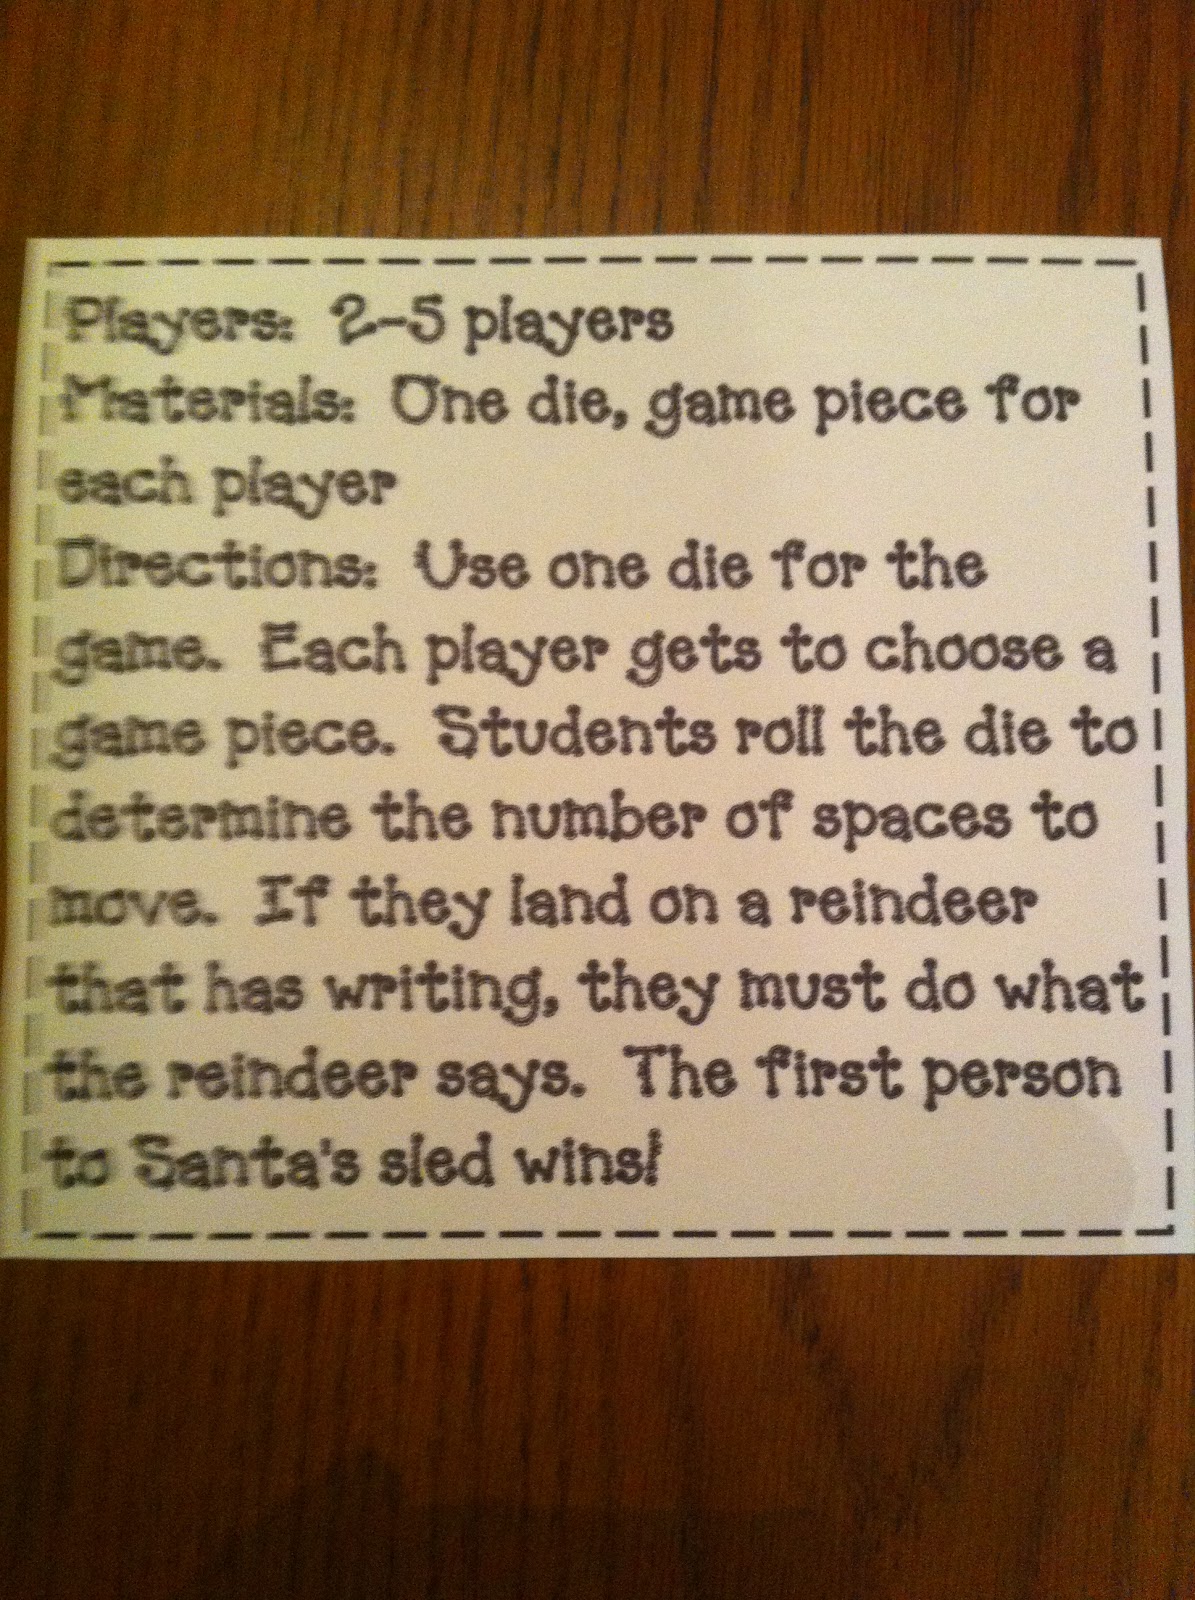 Players: 2-5 players
Materials: One die, game piece for
each player
Directions: Use one die for the
game. Each player gets to choose a
game piece. Students roll the die to
determine the number of spaces to
move. If they land on a reindeer
that has writing, they must do what
the reindeer says. The first person
to Santa's sled wins!